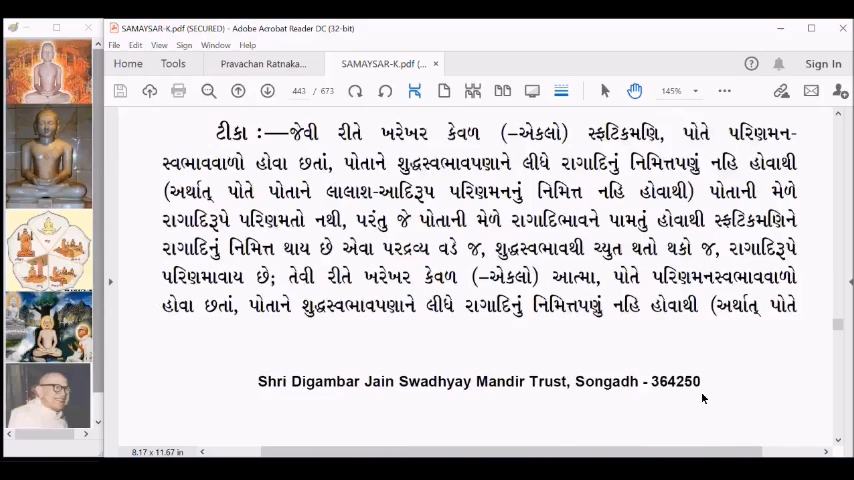 SAMAYSAR-K.pdf (SECURED) - Adobe Acrobat Reader DC (32-bit)
File Edit View Sign Window Help
Home Tools Pravachan Ratnaka... SAMAYSAR-K.pdf (... × Sign In
443 / 673 145%
ટીકા :—જેવી રીતે ખરેખર કેવળ (–એકલો) સ્ફટિકમણિ, પોતે પરિણમન-
સ્વભાવવાળો હોવા છતાં, પોતાને શુદ્ધસ્વભાવપણાને લીધે રાગાદિનું નિમિત્તપણું નહિ હોવાથી
(અર્થાત્ પોતે પોતાને લાલાશ-આદિરૂપ પરિણમનનું નિમિત્ત નહિ હોવાથી) પોતાની મેળે
રાગાદિરૂપે પરિણમતો નથી, પરંતુ જે પોતાની મેળે રાગાદિભાવને પામતું હોવાથી સ્ફટિકમણિને
રાગાદિનું નિમિત્ત થાય છે એવા પરદ્રવ્ય વડે જ, શુદ્ધસ્વભાવથી ચ્યુત થતો થકો જ, રાગાદિરૂપે
પરિણમાવાય છે; તેવી રીતે ખરેખર કેવળ (–એકલો) આત્મા, પોતે પરિણમનસ્વભાવવાળો
હોવા છતાં, પોતાને શુદ્ધસ્વભાવપણાને લીધે રાગાદિનું નિમિત્તપણું નહિ હોવાથી (અર્થાત્ પોતે
Shri Digambar Jain Swadhyay Mandir Trust, Songadh - 364250
8.17 x 11.67 in